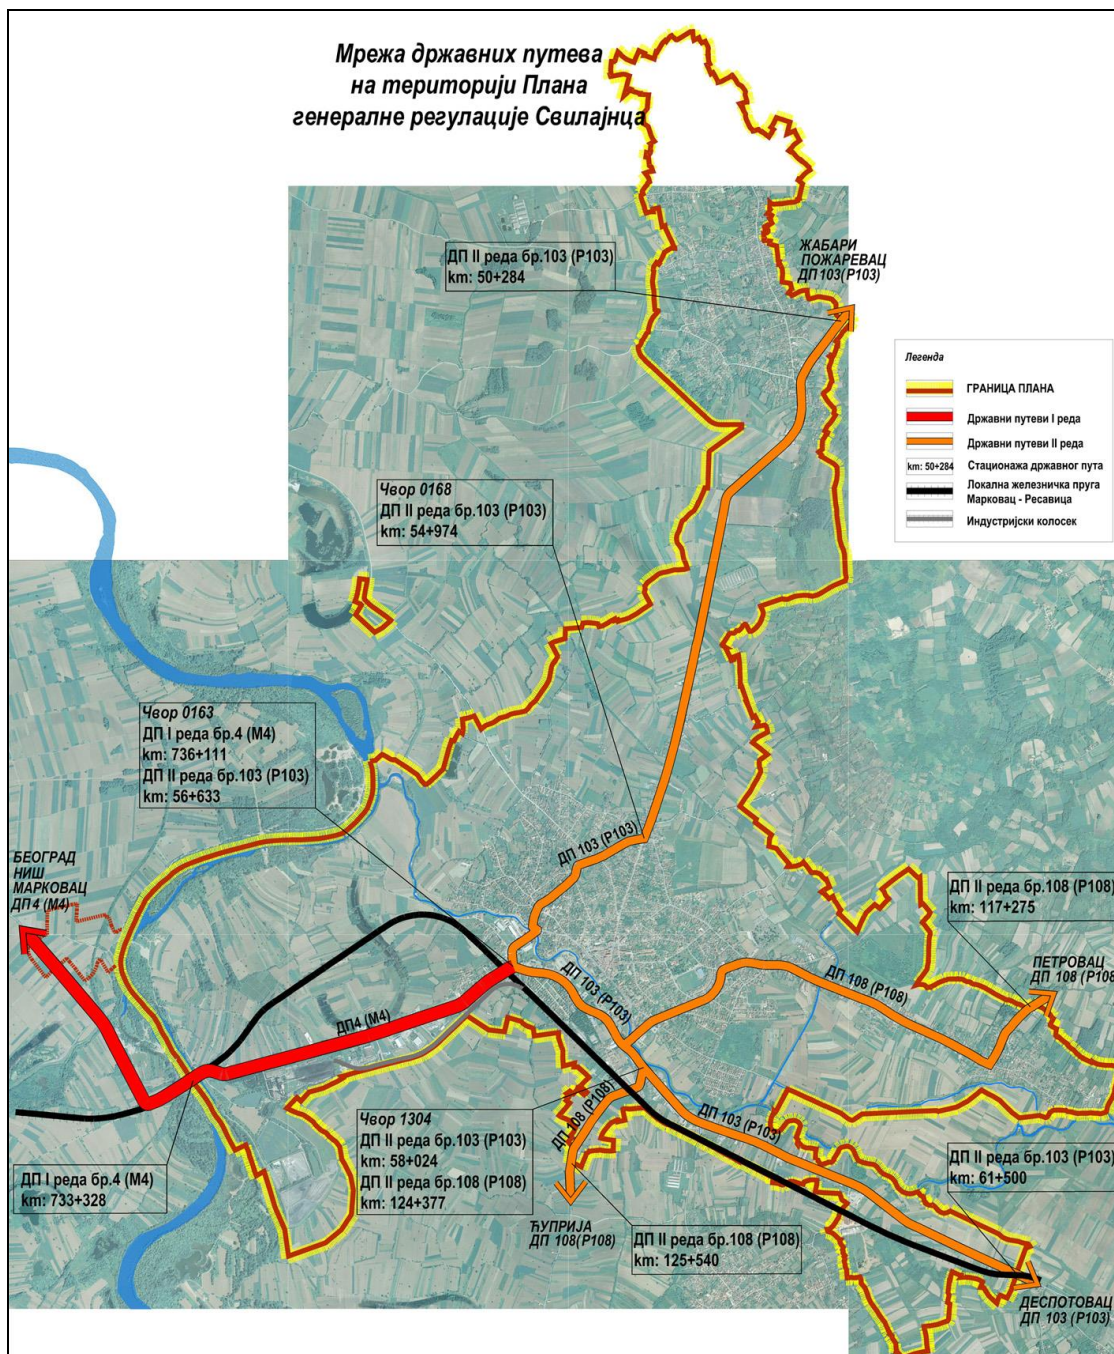 Мрежа државних путева
на територији Плана
генералне регулације Свилајнца
ДП II реда бр.103 (Р103)
km: 50+284
ЖАБАРИ
ПОЖАРЕВАЦ
ДП 103(Р103)
Легенда
ГРАНИЦА ПЛАНА
Државни путеви I реда
Државни путеви II реда
km: 50+284 Стационажа државног пута
Локална железничка пруга
Марковац - Ресавица
Индустријски колосек
Чвор 0168
ДП II реда бр.103 (Р103)
km: 54+974
Чвор 0163
ДП I реда бр.4 (М4)
km: 736+111
ДП II реда бр.103 (Р103)
km: 56+633
ДП 103 (Р103)
БЕОГРАД
НИШ
МАРКОВАЦ
ДП 4 (М4)
ДП II реда бр.108 (Р108)
km: 117+275
ПЕТРОВАЦ
ДП 108 (Р108
ДП 108 (Р108)
ДП 103 (Р103)
ДП4 (М4)
ДП 108 (Р108)
ДП 103 (Р103)
Чвор 1304
ДП II реда бр.103 (Р103)
km: 58+024
ДП II реда бр.108 (Р108)
km: 124+377
ДП I реда бр.4 (М4)
km: 733+328
ДП II реда бр.103 (Р103)
km: 61+500
ЋУПРИЈА
ДП 108(Р108)
ДП II реда бр.108 (Р108)
km: 125+540
ДЕСПОТОВАЦ
ДП 103 (Р103)